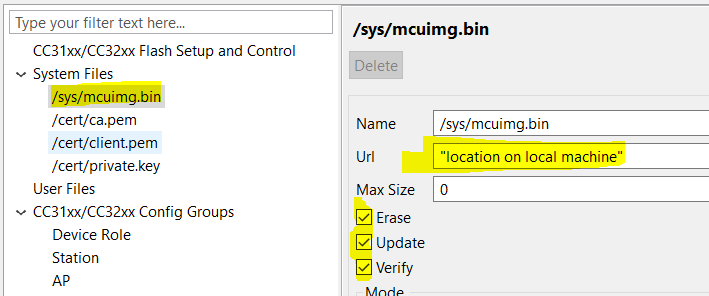 Type your filter text here...
CC31xx/CC32xx Flash Setup and Control
System Files
/sys/mcuimg.bin
/cert/ca.pem
/cert/client.pem
/cert/private.key
User Files
CC31xx/CC32xx Config Groups
Device Role
Station
AP
/sys/mcuimg.bin
Delete
Name /sys/mcuimg.bin
Url "location on local machine"
Max Size 0
Erase
Update
Verify
Mode